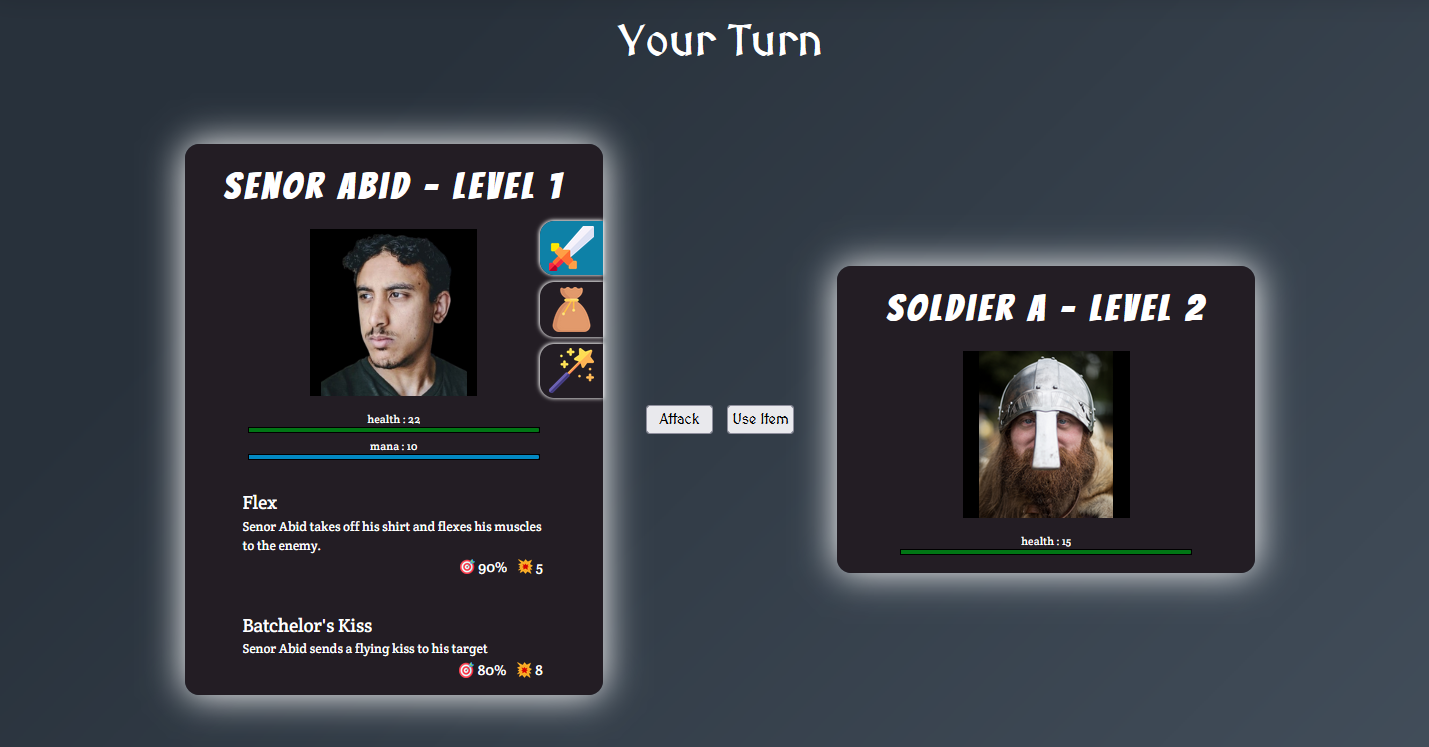 Your Turn
SENOR ABID - LEVEL 1
health : 22
mana : 10
Flex
Senor Abid takes off his shirt and flexes his muscles
to the enemy.
90% 5
Batchelor's Kiss
Senor Abid sends a flying kiss to his target
80% 8
Attack Use Item
SOLDIER A - LEVEL 2
health : 15